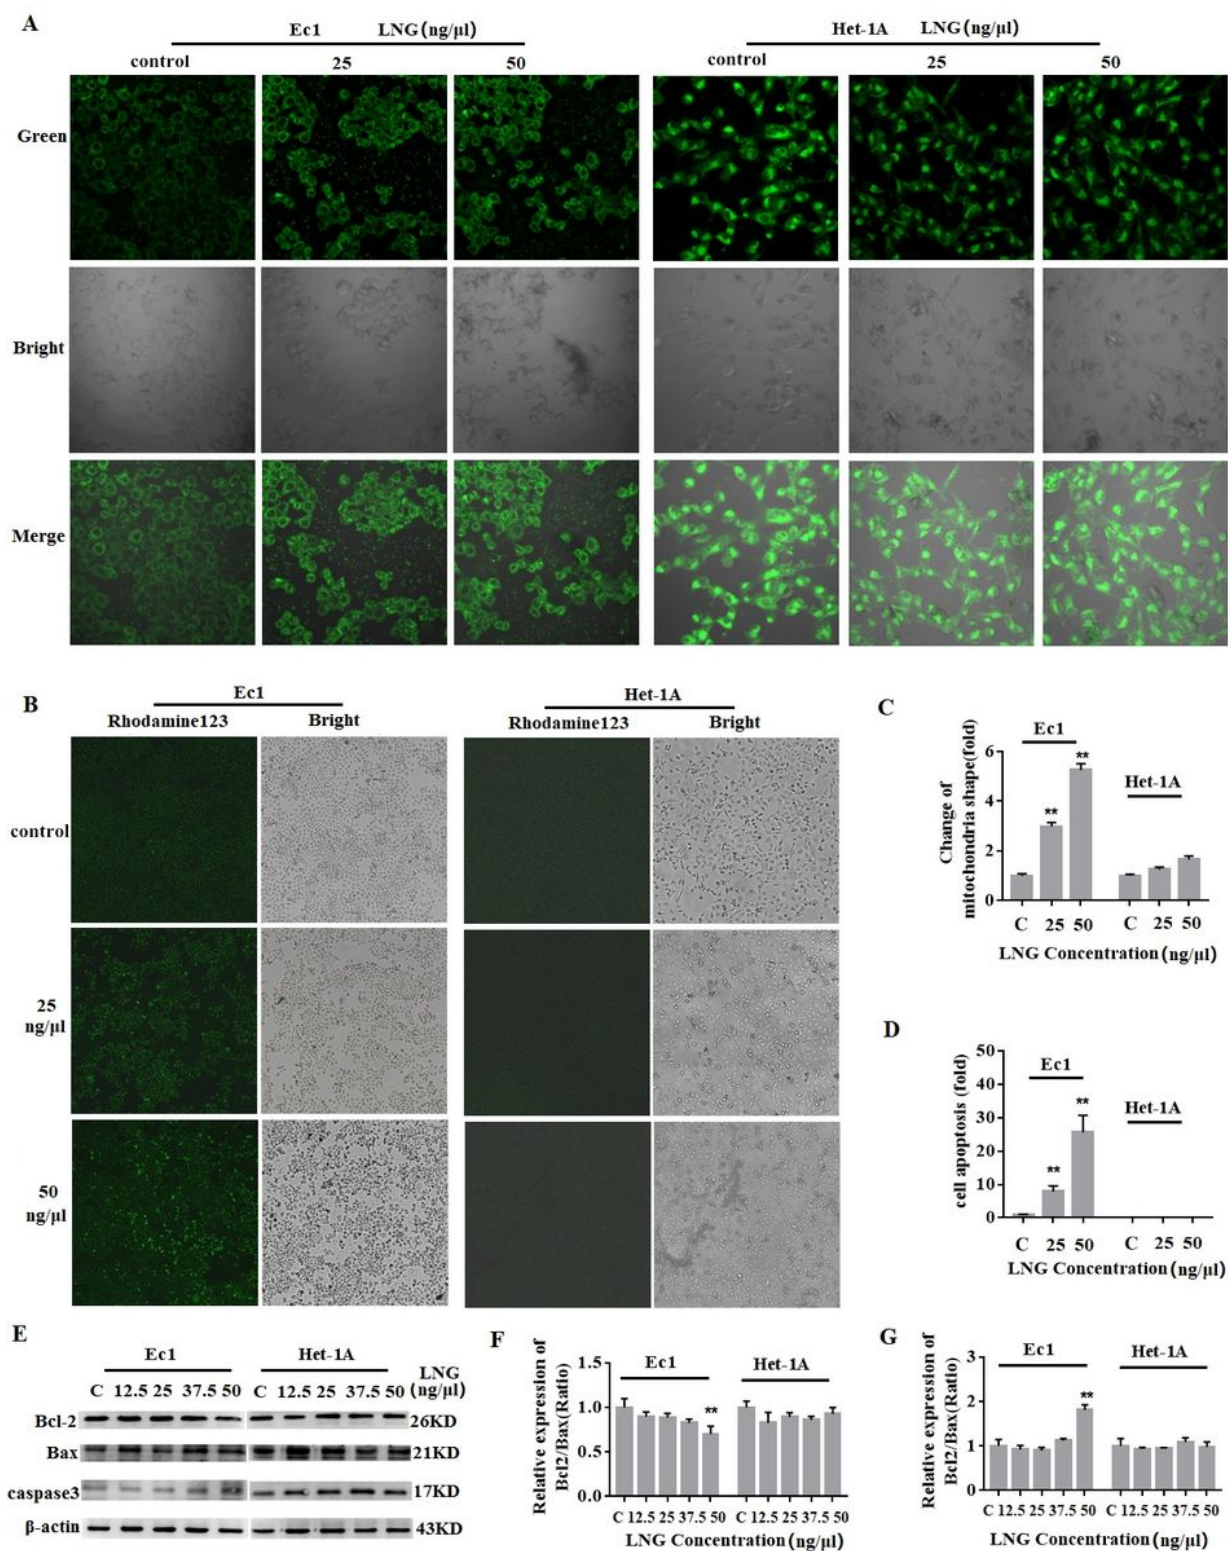 A
Ec1 LNG(ng/μl)
Het-1A LNG(ng/μl)
control 25 50
control 25 50
Green
Bright
Merge
B
Ec1
Rhodamine123 Bright
Het-1A
Rhodamine123 Bright
control
25
ng/μl
50
ng/μl
C
Change of
mitochondria shape(fold)
6
4
2
0
Ec1
**
**
Het-1A
C 25 50 C 25 50
LNG Concentration(ng/μl)
D
cell apoptosis (fold)
50
40
30
20
10
0
Ec1
**
**
Het-1A
C 25 50 C 25 50
LNG Concentration(ng/μl)
E
Ec1 Het-1A LNG
C 12.5 25 37.5 50 C 12.5 25 37.5 50 (ng/μl)
Bcl-2 26KD
Bax 21KD
caspase3 17KD
β-actin 43KD
F
Relative expression of
Bcl2/Bax(Ratio)
1.5
1.0
0.5
0.0
Ec1 Het-1A
**
C 12.5 25 37.5 50 C 12.5 25 37.5 50
LNG Concentration(ng/μl)
G
Relative expression of
Bcl2/Bax(Ratio)
3
2
1
0
Ec1 Het-1A
**
C 12.5 25 37.5 50 C 12.5 25 37.5 50
LNG Concentration(ng/μl)